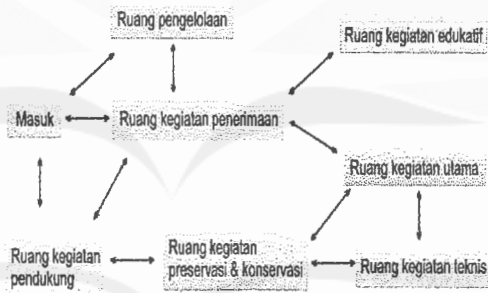 Ruang pengelolaan
Ruang kegiatan edukatif
Masuk
Ruang kegiatan penerimaan
Ruang kegiatan utama
Ruang kegiatan
pendukung
Ruang kegiatan
preservasi & konservasi
Ruang kegiatan teknis